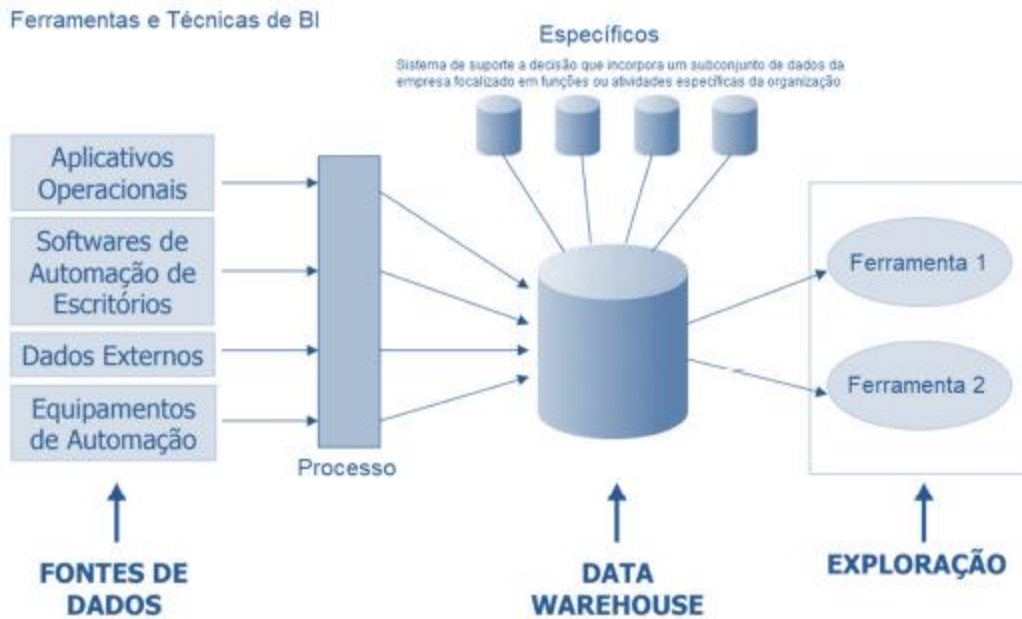 Ferramentas e Técnicas de BI
Específicos
Sistema de suporte a decisão que incorpora um subconjunto de dados da
empresa focalizado em funções ou atividades específicas da organização
Aplicativos
Operacionais
Softwares de
Automação de
Escritórios
Dados Externos
Equipamentos
de Automação
Processo
Ferramenta 1
Ferramenta 2
FONTES DE
DADOS
DATA
WAREHOUSE
EXPLORAÇÃO